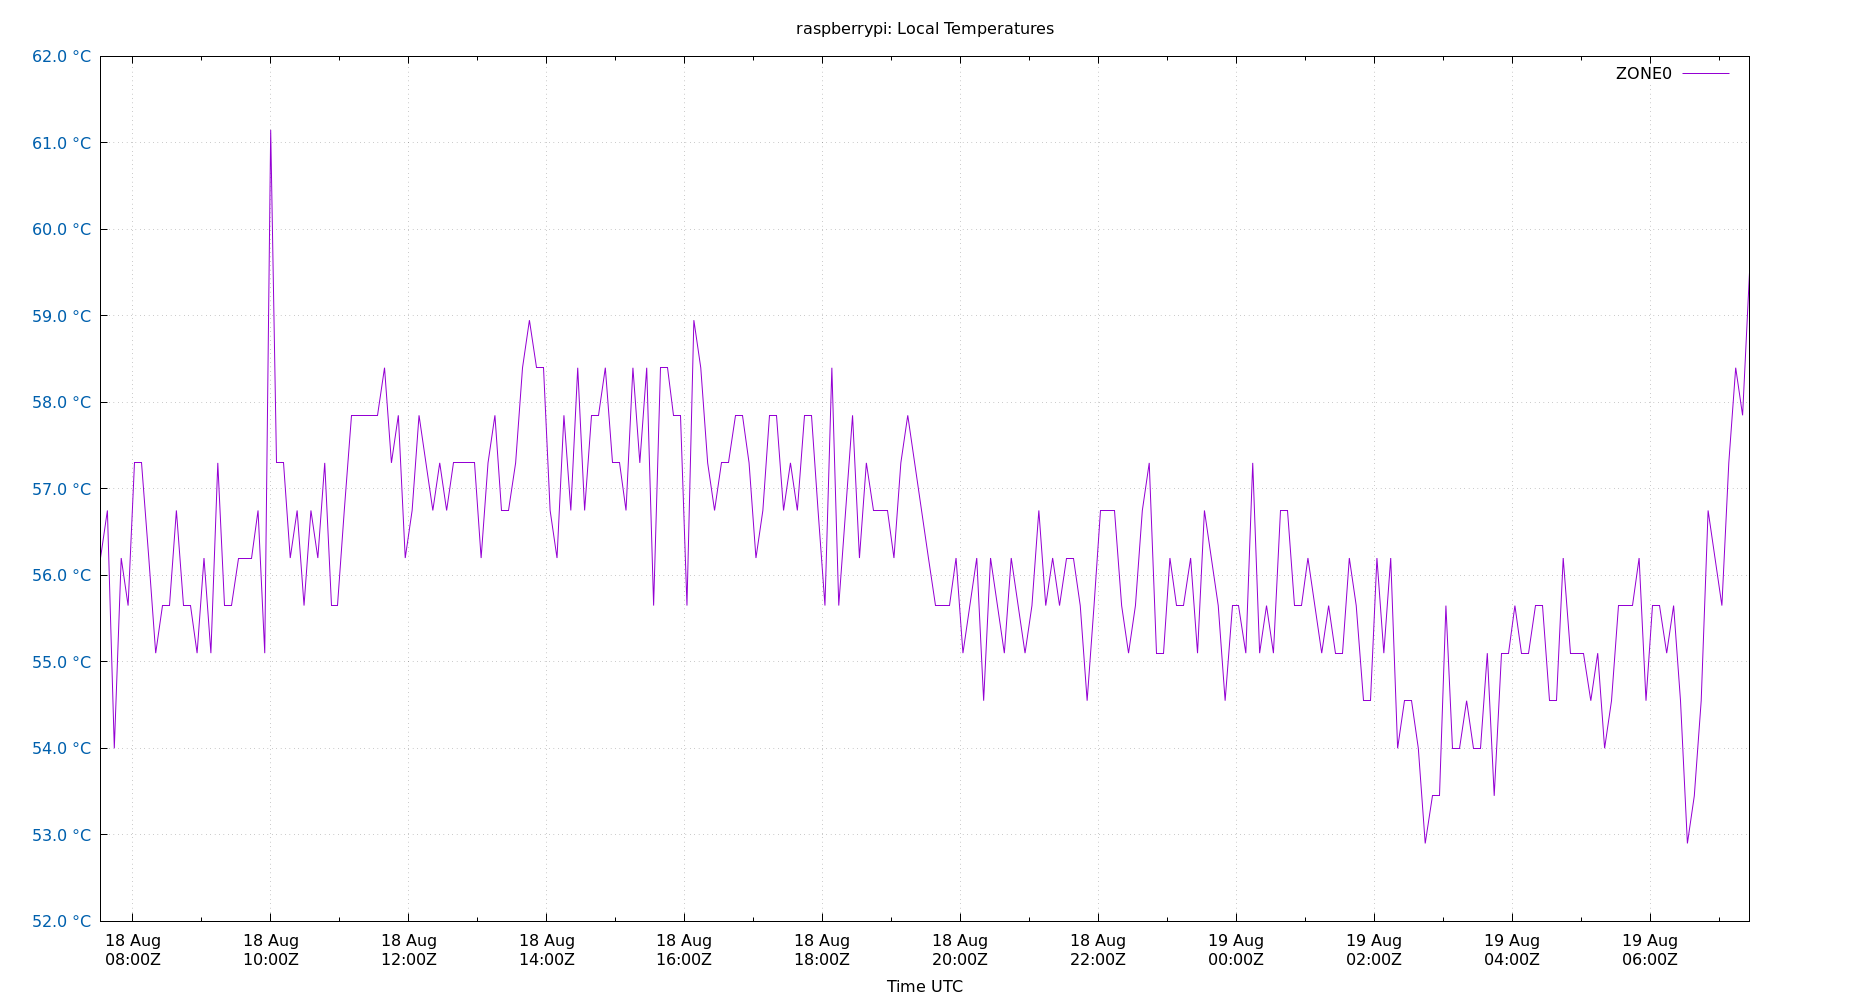 raspberrypi: Local Temperatures
62.0 °C
ZONE0
61.0 °C
60.0 °C
59.0 °C
58.0 °C
57.0 °C
56.0 °C
55.0 °C
54.0 °C
53.0 °C
52.0 °C
18 Aug 18 Aug 18 Aug 18 Aug 18 Aug 18 Aug 18 Aug 18 Aug 19 Aug 19 Aug 19 Aug 19 Aug
08:00Z 10:00Z 12:00Z 14:00Z 16:00Z 18:00Z 20:00Z 22:00Z 00:00Z 02:00Z 04:00Z 06:00Z
Time UTC